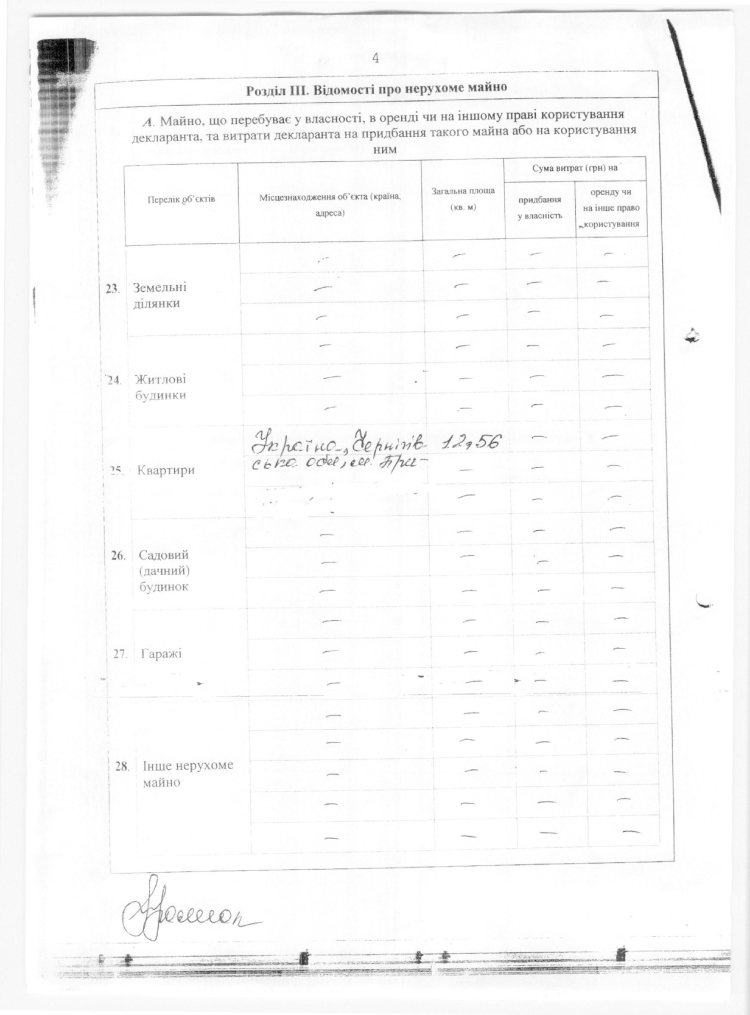 4
Розділ III. Відомості про нерухоме майно
А. Майно, що перебуває у власності, в оренді чи на іншому праві користування
декларанта, та витрати декларанта на придбання такого майна або на користування
ним
Перелік об'єктів
Місцезнаходження об'єкта (країна,
адреса)
Загальна площа
(кв. м)
Сума витрат (грн) на
придбання
у власність
оренду чи
на інше право
користування
– – – –
23. Земельні – – – –
ділянки
– – – –
– – – –
24. Житлові – – – –
будинки
– – – –
Україна, Чернігів- 12,56 – –
25. Квартири ська обл, м При- – – –
– – –
– – – –
26. Садовий – – – –
(дачний)
будинок – – – –
– – – –
27. Гаражі – – – –
– – – –
– – – –
– – – –
28. Інше нерухоме – – – –
майно
– – – –
– – – –